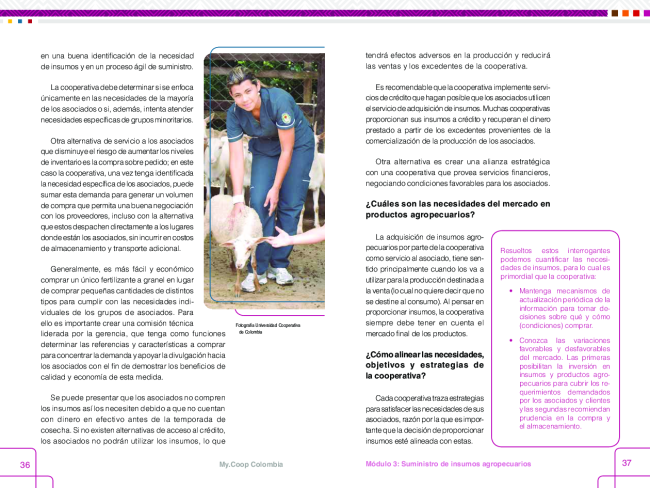 en una buena identificación de la necesidad
de insumos y en un proceso ágil de suministro.
La cooperativa debe determinar si se enfoca
únicamente en las necesidades de la mayoría
de los asociados o si, además, intenta atender
necesidades específicas de grupos minoritarios.
Otra alternativa de servicio a los asociados
que disminuye el riesgo de aumentar los niveles
de inventario es la compra sobre pedido; en este
caso la cooperativa, una vez tenga identificada
la necesidad específica de los asociados, puede
sumar esta demanda para generar un volumen
de compra que permita una buena negociación
con los proveedores, incluso con la alternativa
que estos despachen directamente a los lugares
donde están los asociados, sin incurrir en costos
de almacenamiento y transporte adicional.
Generalmente, es más fácil y económico
comprar un único fertilizante a granel en lugar
de comprar pequeñas cantidades de distintos
tipos para cumplir con las necesidades indi-
viduales de los grupos de asociados. Para
ello es importante crear una comisión técnica
liderada por la gerencia, que tenga como funciones
determinar las referencias y características a comprar
para concentrar la demanda y apoyar la divulgación hacia
los asociados con el fin de demostrar los beneficios de
calidad y economía de esta medida.
Se puede presentar que los asociados no compren
los insumos así los necesiten debido a que no cuentan
con dinero en efectivo antes de la temporada de
cosecha. Si no existen alternativas de acceso al crédito,
los asociados no podrán utilizar los insumos, lo que
Fotografía Universidad Cooperativa
de Colombia
36
My.Coop Colombia
tendrá efectos adversos en la producción y reducirá
las ventas y los excedentes de la cooperativa.
Es recomendable que la cooperativa implemente servi-
cios de crédito que hagan posible que los asociados utilicen
el servicio de adquisición de insumos. Muchas cooperativas
proporcionan sus insumos a crédito y recuperan el dinero
prestado a partir de los excedentes provenientes de la
comercialización de la producción de los asociados.
Otra alternativa es crear una alianza estratégica
con una cooperativa que provea servicios financieros,
negociando condiciones favorables para los asociados.
¿Cuáles son las necesidades del mercado en
productos agropecuarios?
La adquisición de insumos agro-
pecuarios por parte de la cooperativa
como servicio al asociado, tiene sen-
tido principalmente cuando los va a
utilizar para la producción destinada a
la venta (lo cual no quiere decir que no
se destine al consumo). Al pensar en
proporcionar insumos, la cooperativa
siempre debe tener en cuenta el
mercado final de los productos.
¿Cómo alinear las necesidades,
objetivos y estrategias de
la cooperativa?
Cada cooperativa traza estrategias
para satisfacer las necesidades de sus
asociados, razón por la que es impor-
tante que la decisión de proporcionar
insumos esté alineada con estas.
Resueltos estos interrogantes
podemos cuantificar las necesi-
dades de insumos, para lo cual es
primordial que la cooperativa:
• Mantenga mecanismos de
actualización periódica de la
información para tomar de-
cisiones sobre qué y cómo
(condiciones) comprar.
• Conozca las variaciones
favorables y desfavorables
del mercado. Las primeras
posibilitan la inversión en
insumos y productos agro-
pecuarios para cubrir los re-
querimientos demandados
por los asociados y clientes
y las segundas recomiendan
prudencia en la compra y
el almacenamiento.
Módulo 3: Suministro de insumos agropecuarios
37